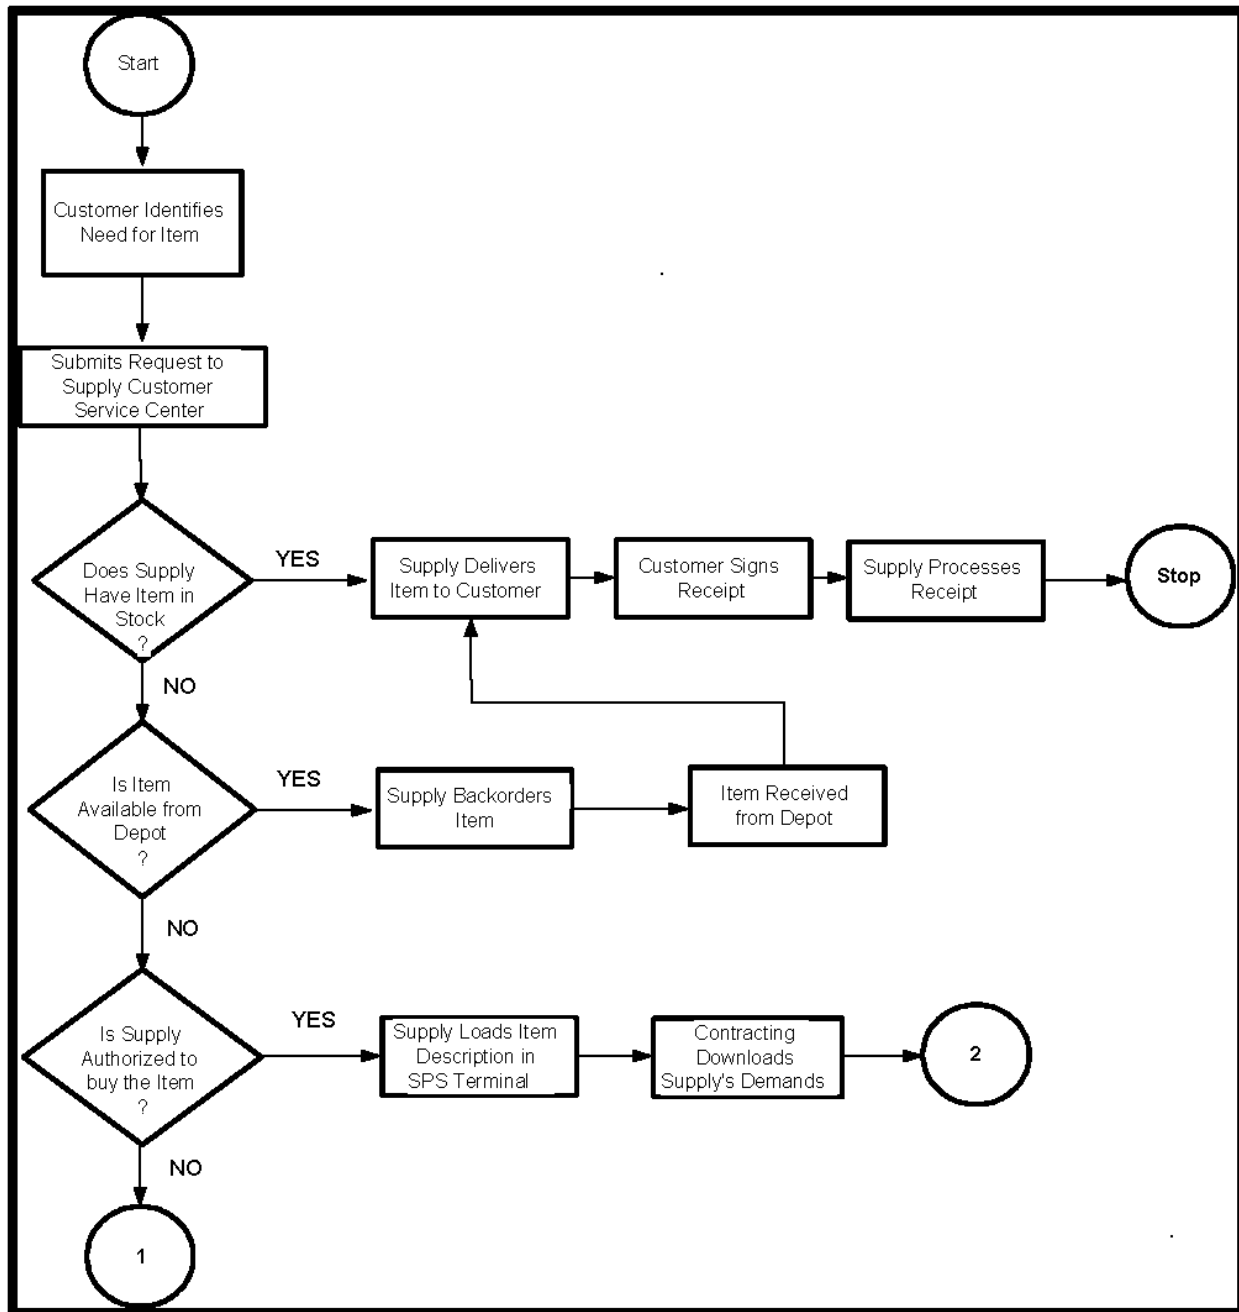 Start
Customer Identifies
Need for Item
Submits Request to
Supply Customer
Service Center
Does Supply
Have Item in
Stock
?
YES
Supply Delivers
Item to Customer
Customer Signs
Receipt
Supply Processes
Receipt
Stop
NO
Is Item
Available from
Depot
?
YES
Supply Backorders
Item
Item Received
from Depot
NO
Is Supply
Authorized to
buy the Item
?
YES
Supply Loads Item
Description in
SPS Terminal
Contracting
Downloads
Supply's Demands
2
NO
1